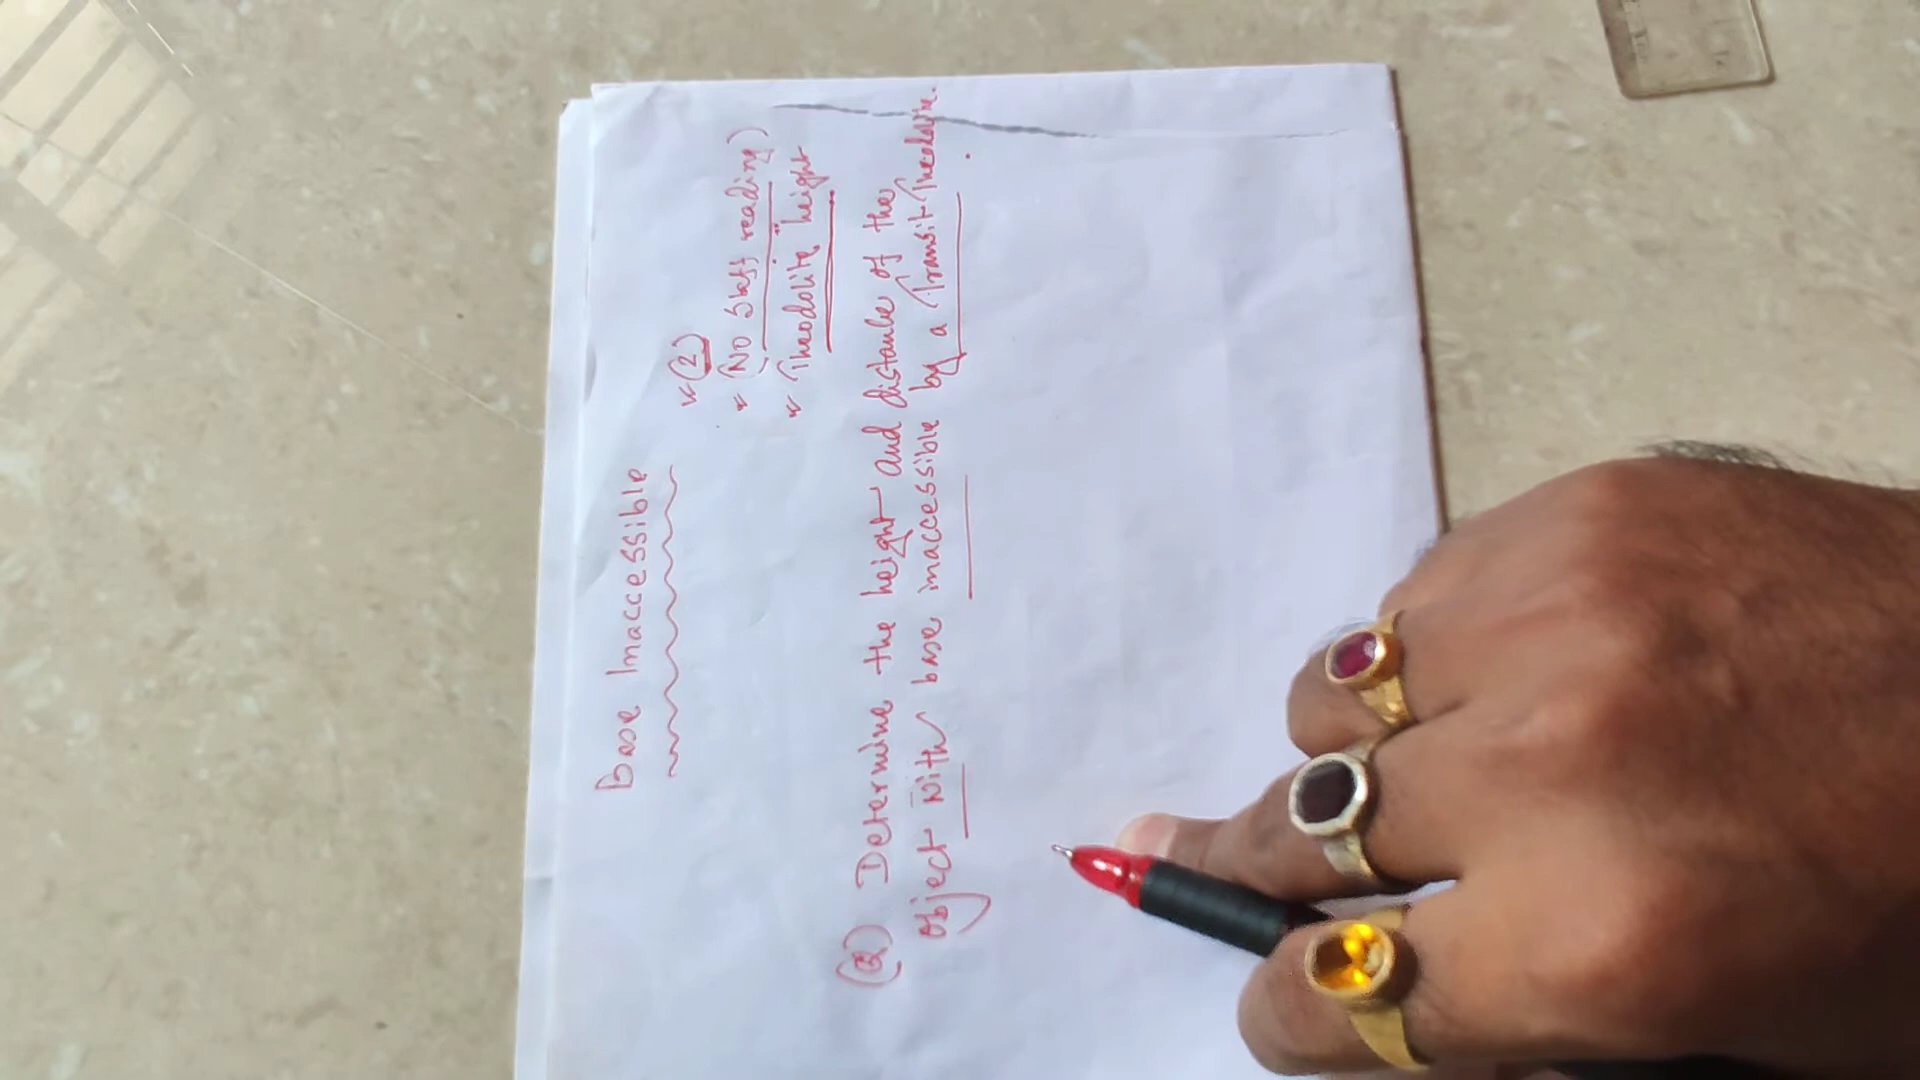 Base Inaccessible
(2)
(No Staff reading)
Theodolite height
(Q) Determine the height and distance of the
object with base inaccessible by a Transit Theodolite.